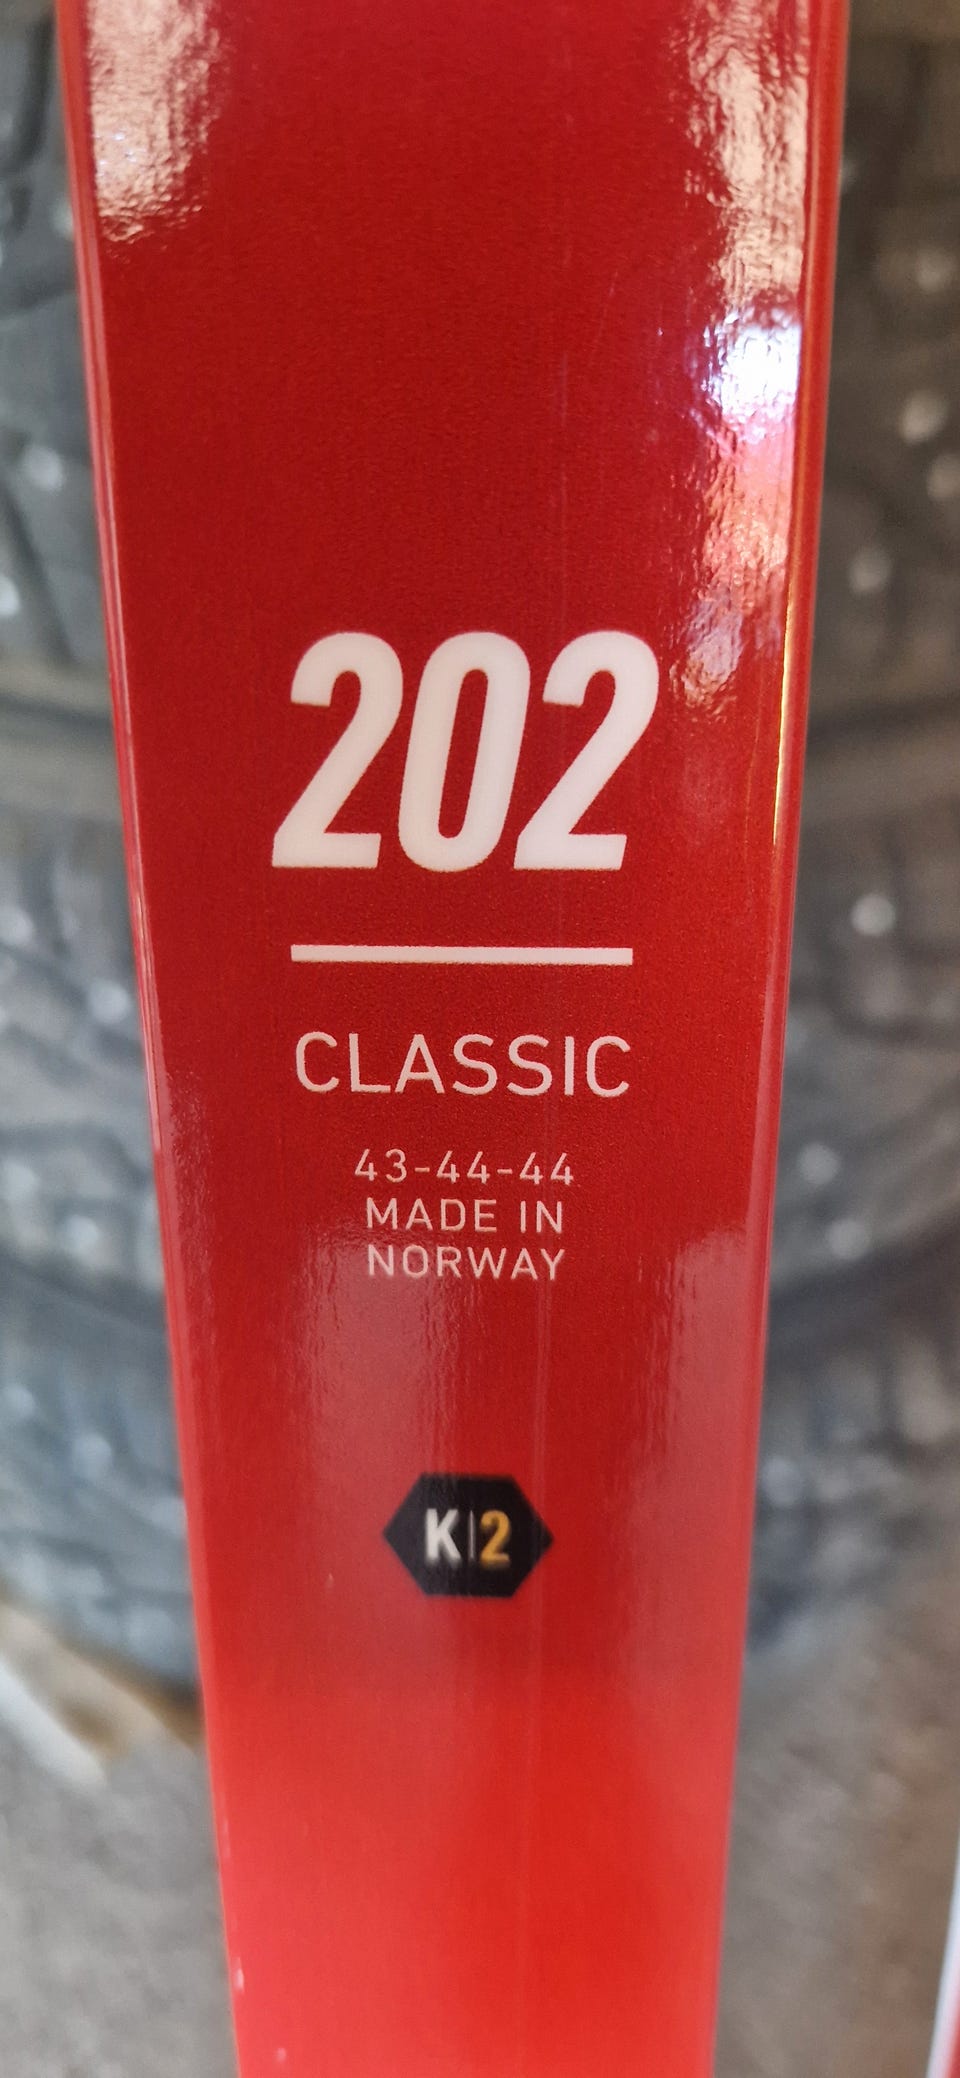 202
CLASSIC
43-44-44
MADE IN
NORWAY
K|2